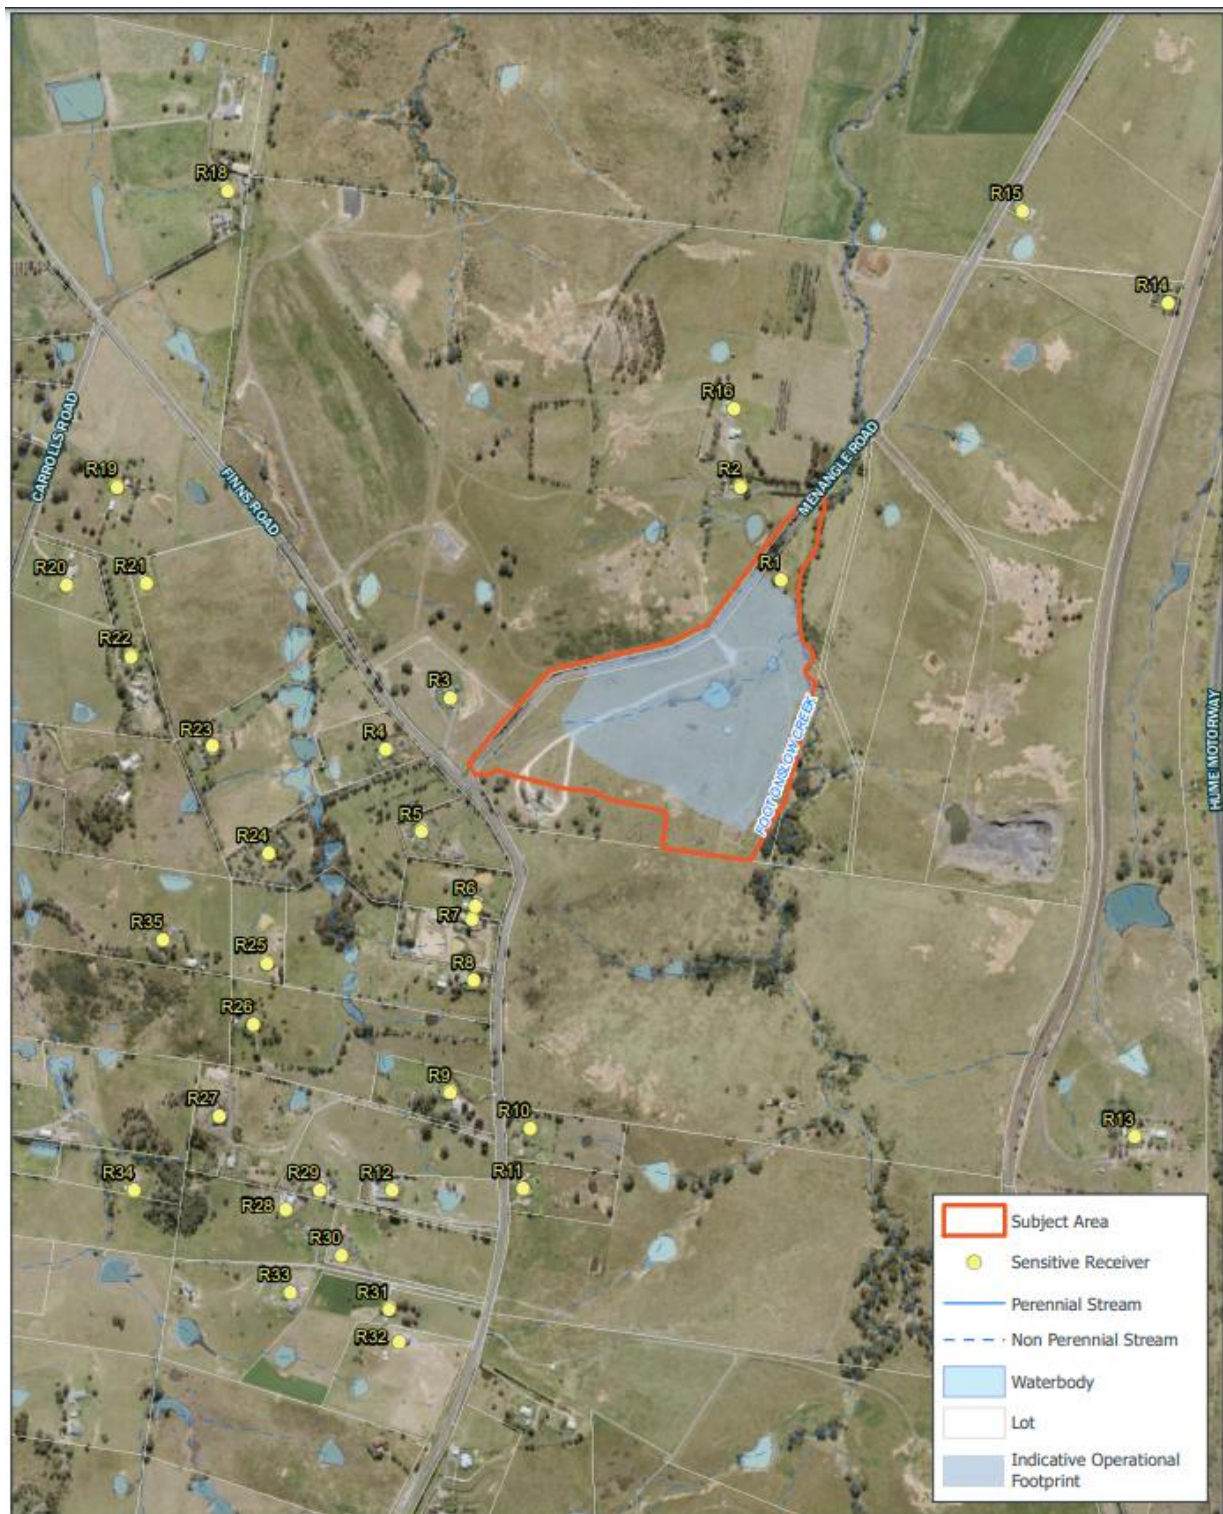 R18
R15
R14
R16
CARROLLS ROAD
MENANGLE ROAD
R19
FINNS ROAD
R2
R20
R21
R1
R22
R3
HUME MOTORWAY
R23
R4
FOOT ONSLOW CREEK
R5
R24
R6
R7
R35
R25
R8
R26
R9
R27
R10
R13
R34
R29
R12
R11
R28
R30
R33
R31
R32
Subject Area
Sensitive Receiver
Perennial Stream
Non Perennial Stream
Waterbody
Lot
Indicative Operational
Footprint